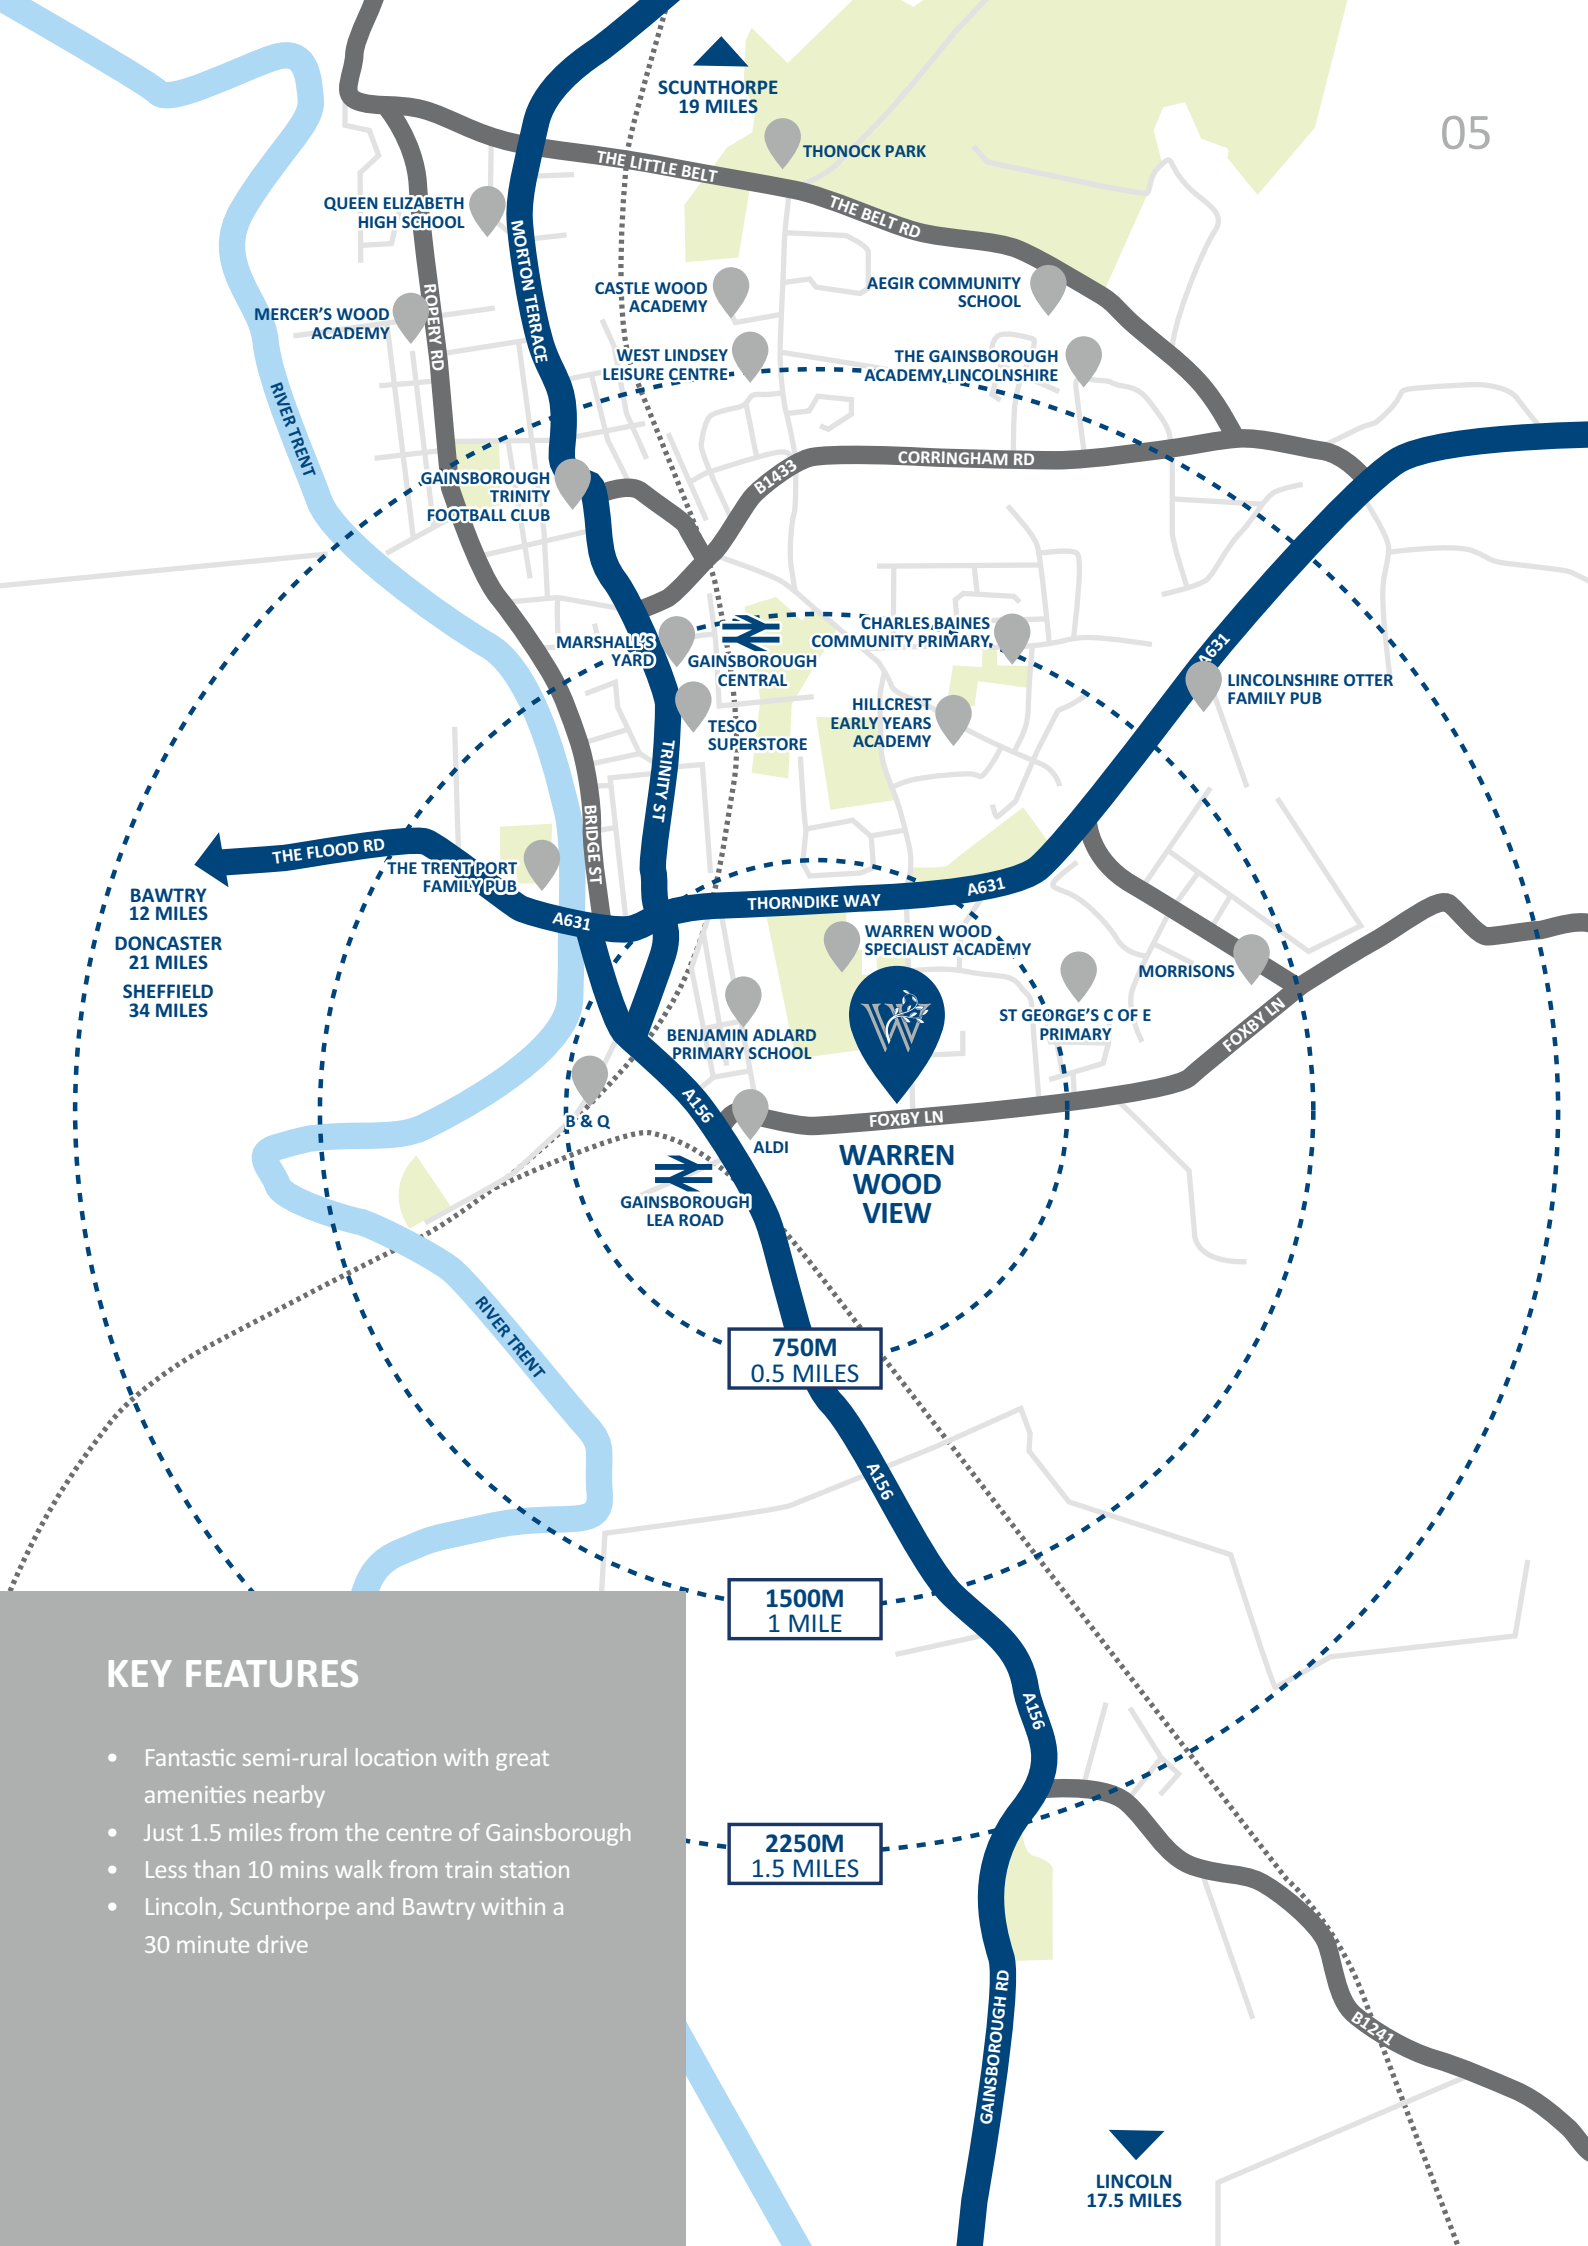 05
SCUNTHORPE
19 MILES
THONOCK PARK
THE LITTLE BELT
THE BELT RD
QUEEN ELIZABETH
HIGH SCHOOL
MORTON TERRACE
ROPERY RD
MERCER'S WOOD
ACADEMY
CASTLE WOOD
ACADEMY
AEGIR COMMUNITY
SCHOOL
WEST LINDSEY
LEISURE CENTRE
THE GAINSBOROUGH
ACADEMY,LINCOLNSHIRE
RIVER TRENT
GAINSBOROUGH
TRINITY
FOOTBALL CLUB
B1433
CORRINGHAM RD
MARSHALL'S
YARD
GAINSBOROUGH
CENTRAL
CHARLES BAINES
COMMUNITY PRIMARY
A631
LINCOLNSHIRE OTTER
FAMILY PUB
TESCO
SUPERSTORE
HILLCREST
EARLY YEARS
ACADEMY
TRINITY ST
BRIDGE ST
THE FLOOD RD
THE TRENT PORT
FAMILY PUB
A631
THORNDIKE WAY
A631
BAWTRY
12 MILES
DONCASTER
21 MILES
SHEFFIELD
34 MILES
WARREN WOOD
SPECIALIST ACADEMY
MORRISONS
W
ST GEORGE'S C OF E
PRIMARY
FOXBY LN
BENJAMIN ADLARD
PRIMARY SCHOOL
B & Q
A156
ALDI
FOXBY LN
WARREN
WOOD
VIEW
GAINSBOROUGH
LEA ROAD
RIVER TRENT
750M
0.5 MILES
A156
1500M
1 MILE
A156
2250M
1.5 MILES
KEY FEATURES
• Fantastic semi-rural location with great
amenities nearby
• Just 1.5 miles from the centre of Gainsborough
• Less than 10 mins walk from train station
• Lincoln, Scunthorpe and Bawtry within a
30 minute drive
GAINSBOROUGH RD
B1241
LINCOLN
17.5 MILES